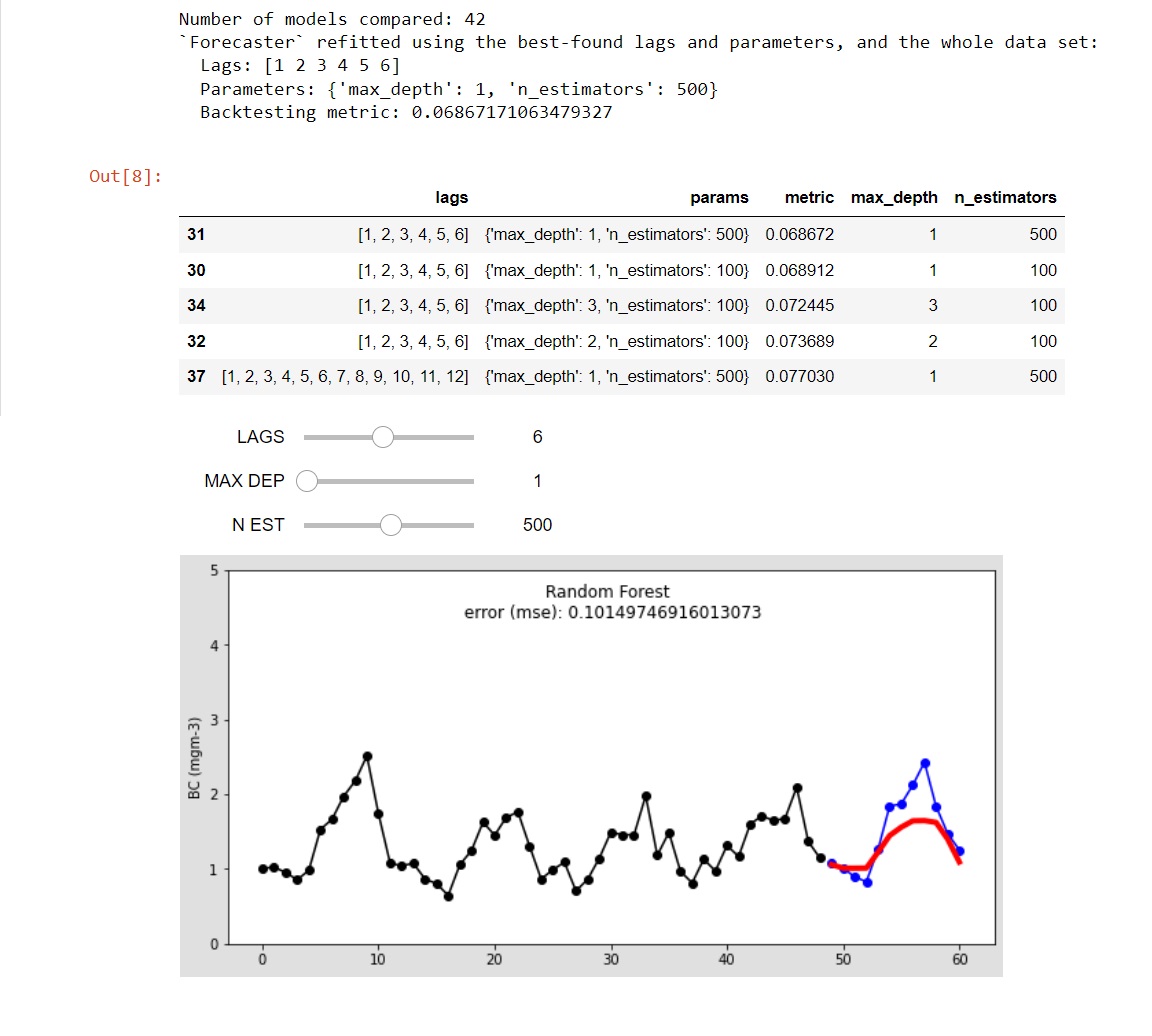 Number of models compared: 42
`Forecaster` refitted using the best-found lags and parameters, and the whole data set:
Lags: [1 2 3 4 5 6]
Parameters: {'max_depth': 1, 'n_estimators': 500}
Backtesting metric: 0.06867171063479327
Out[8]:
lags params metric max_depth n_estimators
31 [1, 2, 3, 4, 5, 6] {'max_depth': 1, 'n_estimators': 500} 0.068672 1 500
30 [1, 2, 3, 4, 5, 6] {'max_depth': 1, 'n_estimators': 100} 0.068912 1 100
34 [1, 2, 3, 4, 5, 6] {'max_depth': 3, 'n_estimators': 100} 0.072445 3 100
32 [1, 2, 3, 4, 5, 6] {'max_depth': 2, 'n_estimators': 100} 0.073689 2 100
37 [1, 2, 3, 4, 5, 6, 7, 8, 9, 10, 11, 12] {'max_depth': 1, 'n_estimators': 500} 0.077030 1 500
LAGS 6
MAX DEP 1
N EST 500
Random Forest
error (mse): 0.10149746916013073
BC (mgm-3)
5
4
3
2
1
0
0 10 20 30 40 50 60